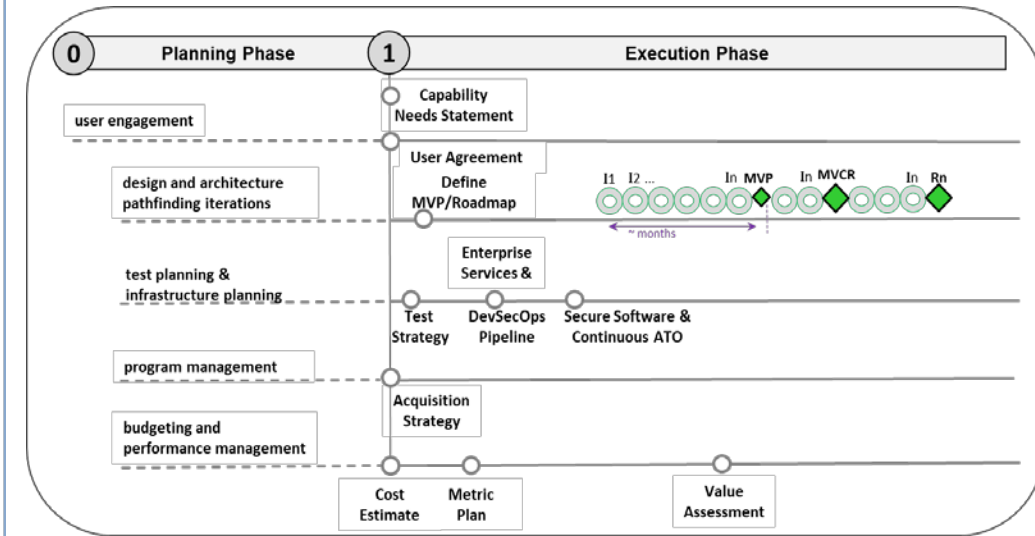 0
Planning Phase
1
Execution Phase
Capability
Needs Statement
user engagement
User Agreement
design and architecture
pathfinding iterations
Define
MVP/Roadmap
I1 I2 ... In MVP In MVCR In Rn
~ months
Enterprise
Services &
test planning &
infrastructure planning
Test
Strategy
DevSecOps
Pipeline
Secure Software &
Continuous ATO
program management
Acquisition
Strategy
budgeting and
performance management
Cost
Estimate
Metric
Plan
Value
Assessment